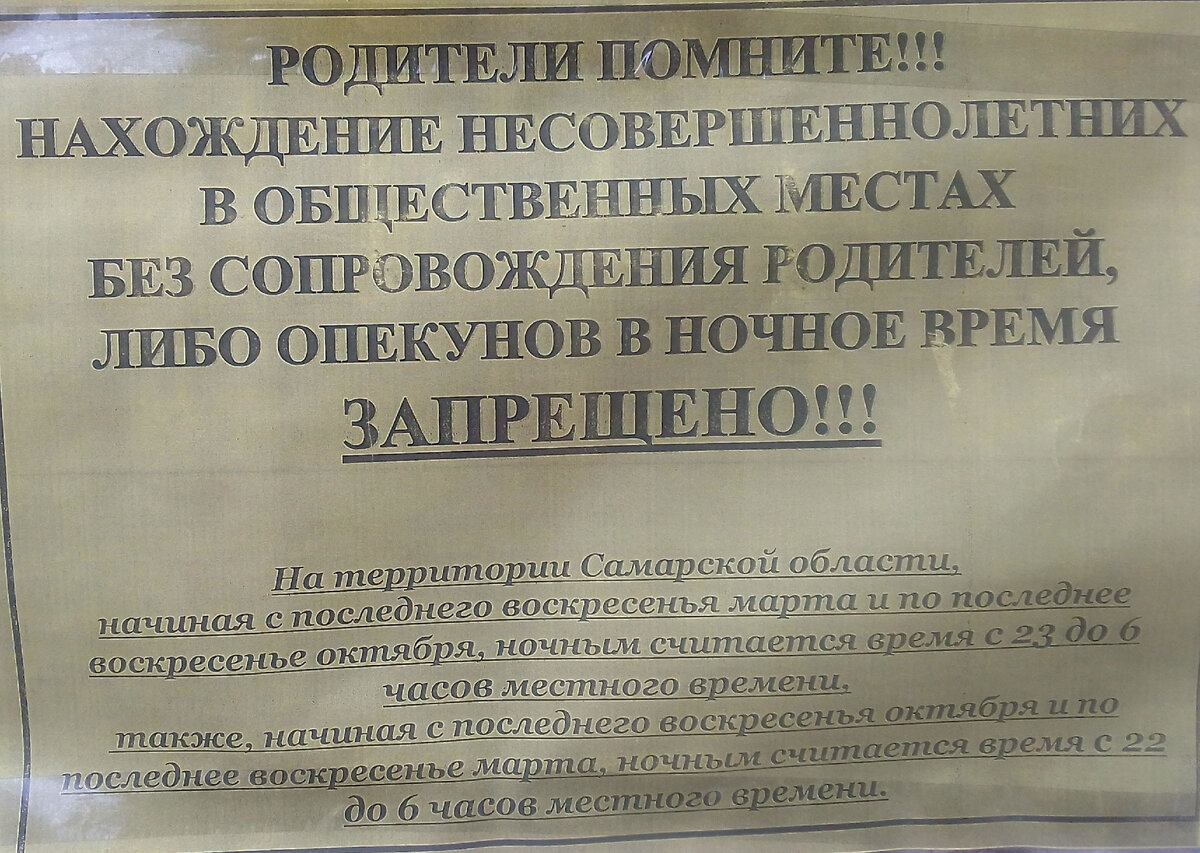 РОДИТЕЛИ ПОМНИТЕ!!!
НАХОЖДЕНИЕ НЕСОВЕРШЕННОЛЕТНИХ
В ОБЩЕСТВЕННЫХ МЕСТАХ
БЕЗ СОПРОВОЖДЕНИЯ РОДИТЕЛЕЙ,
ЛИБО ОПЕКУНОВ В НОЧНОЕ ВРЕМЯ
ЗАПРЕЩЕНО!!!
На территории Самарской области,
начиная с последнего воскресенья марта и по последнее
воскресенье октября, ночным считается время с 23 до 6
часов местного времени,
также, начиная с последнего воскресенья октября и по
последнее воскресенье марта, ночным считается время с 22
до 6 часов местного времени.